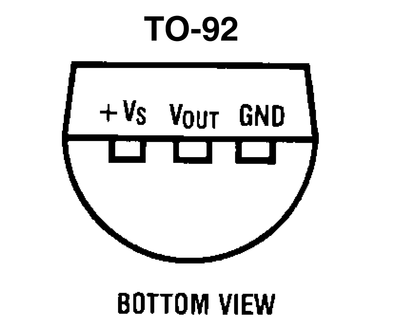 TO-92
+VS VOUT GND
BOTTOM VIEW